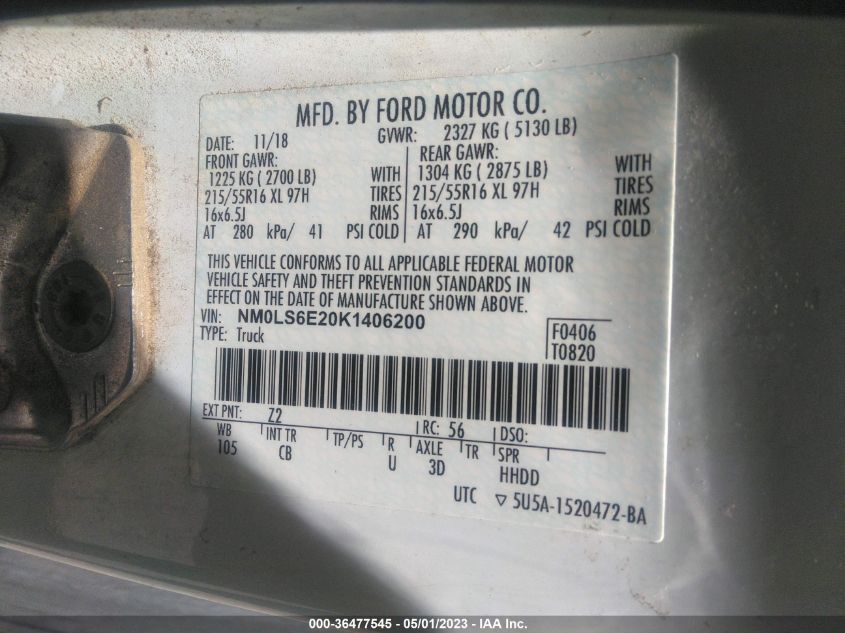 MFD. BY FORD MOTOR CO.
DATE: 11/18 GVWR: 2327 KG ( 5130 LB)
FRONT GAWR: REAR GAWR:
1225 KG ( 2700 LB) WITH 1304 KG ( 2875 LB) WITH
215/55R16 XL 97H TIRES 215/55R16 XL 97H TIRES
16x6.5J RIMS 16x6.5J RIMS
AT 280 kPa/ 41 PSI COLD AT 290 kPa/ 42 PSI COLD
THIS VEHICLE CONFORMS TO ALL APPLICABLE FEDERAL MOTOR
VEHICLE SAFETY AND THEFT PREVENTION STANDARDS IN
EFFECT ON THE DATE OF MANUFACTURE SHOWN ABOVE.
VIN: NM0LS6E20K1406200 F0406
TYPE: Truck T0820
EXT PNT: Z2 RC: 56 DSO:
WB INT TR TP/PS R AXLE TR SPR
105 CB U 3D HHDD
UTC ▽ 5U5A-1520472-BA
000-36477545 - 05/01/2023 - IAA Inc.